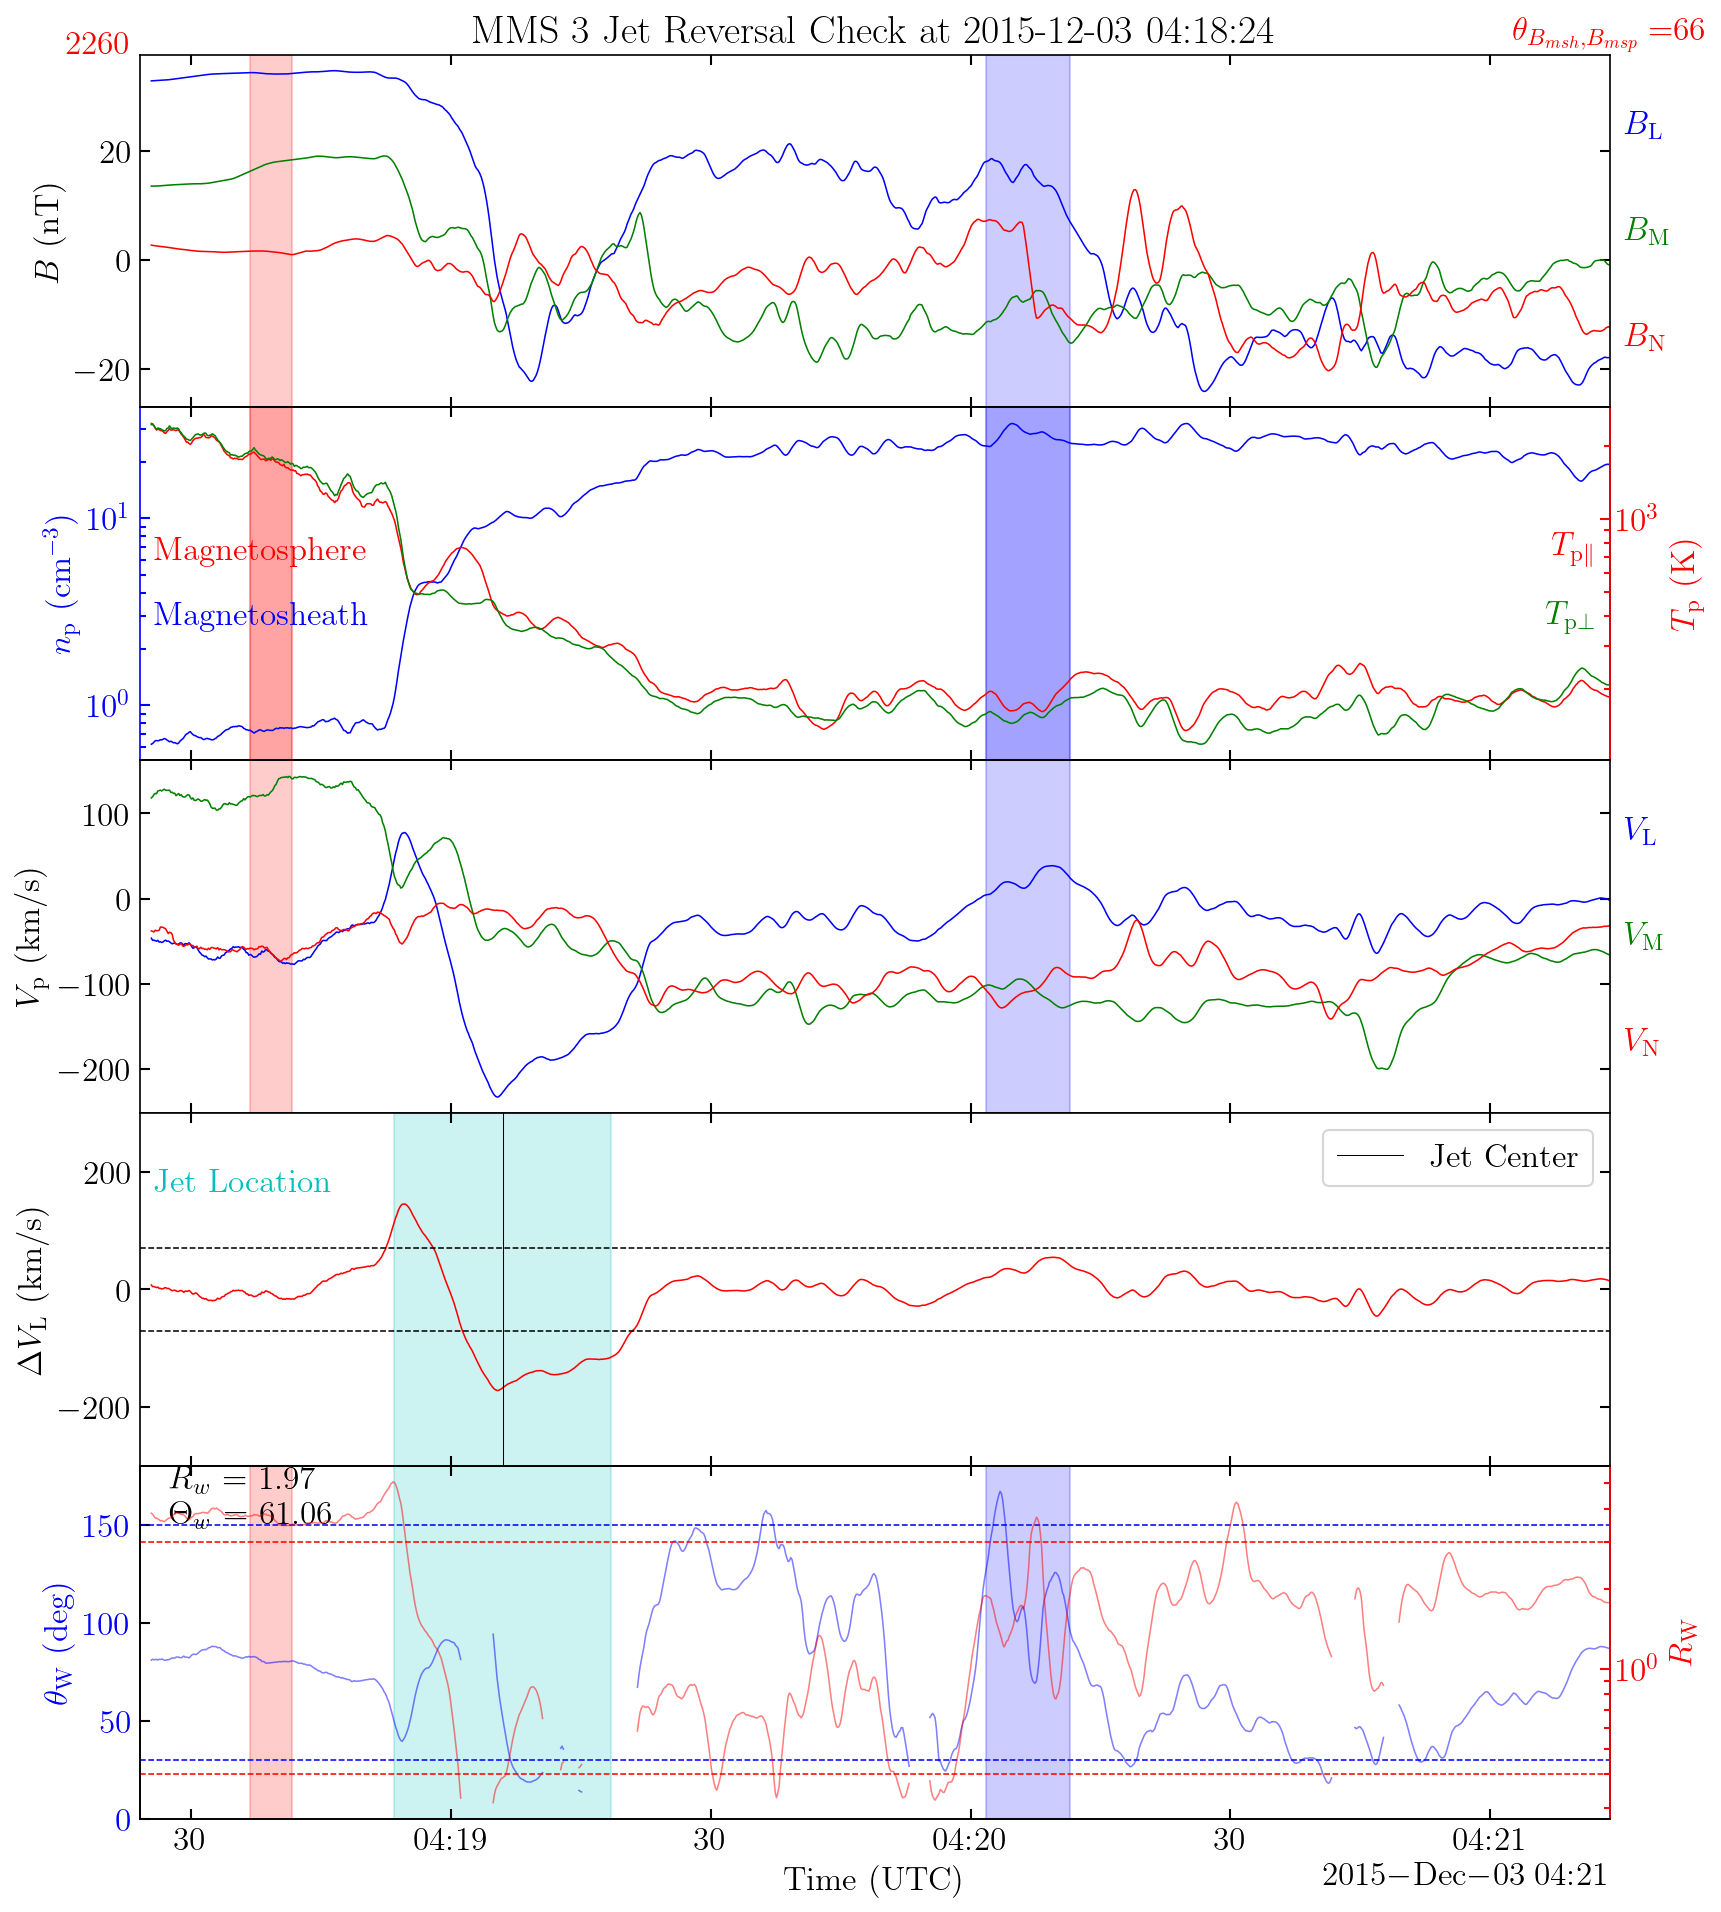 MMS 3 Jet Reversal Check at 2015-12-03 04:18:24
2260
θ_{B_{msh},B_{msp}} =66
20
0
−20
B (nT)
B_L
B_M
B_N
10^1
10^0
n_p (cm^{−3})
Magnetosphere
Magnetosheath
T_{p∥}
T_{p⊥}
10^3
T_p (K)
100
0
−100
−200
V_p (km/s)
V_L
V_M
V_N
200
0
−200
ΔV_L (km/s)
Jet Location
Jet Center
R_w = 1.97
Θ_w = 61.06
150
100
50
0
θ_W (deg)
10^0
R_W
30
04:19
30
04:20
30
04:21
Time (UTC)
2015−Dec−03 04:21